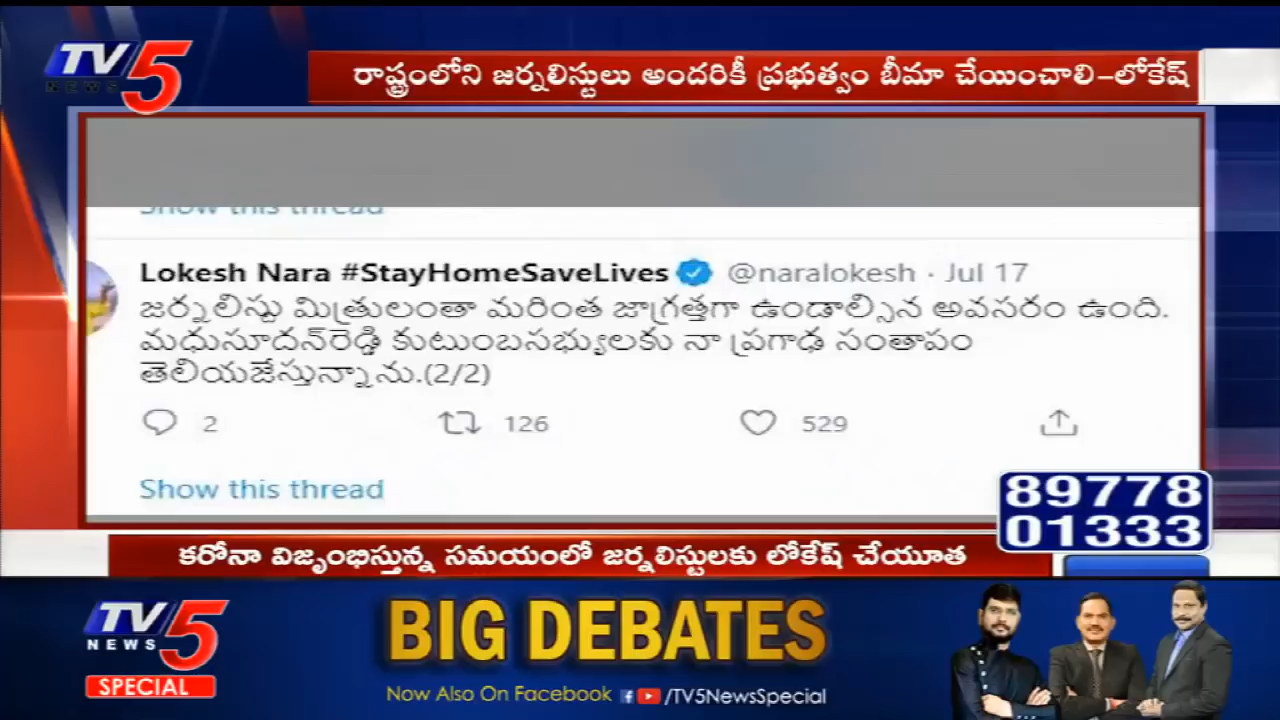 TV5
NEWS
రాష్ట్రంలోని జర్నలిస్టులు అందరికీ ప్రభుత్వం బీమా చేయించాలి-లోకేష్
Show this thread
Lokesh Nara #StayHomeSaveLives @naralokesh · Jul 17
జర్నలిస్టు మిత్రులంతా మరింత జాగ్రత్తగా ఉండాల్సిన అవసరం ఉంది.
మధుసూదన్‌రెడ్డి కుటుంబసభ్యులకు నా ప్రగాఢ సంతాపం
తెలియజేస్తున్నాను.(2/2)
2 126 529
Show this thread
89778
01333
కరోనా విజృంభిస్తున్న సమయంలో జర్నలిస్టులకు లోకేష్ చేయూత
TV5
NEWS
SPECIAL
BIG DEBATES
Now Also On Facebook /TV5NewsSpecial